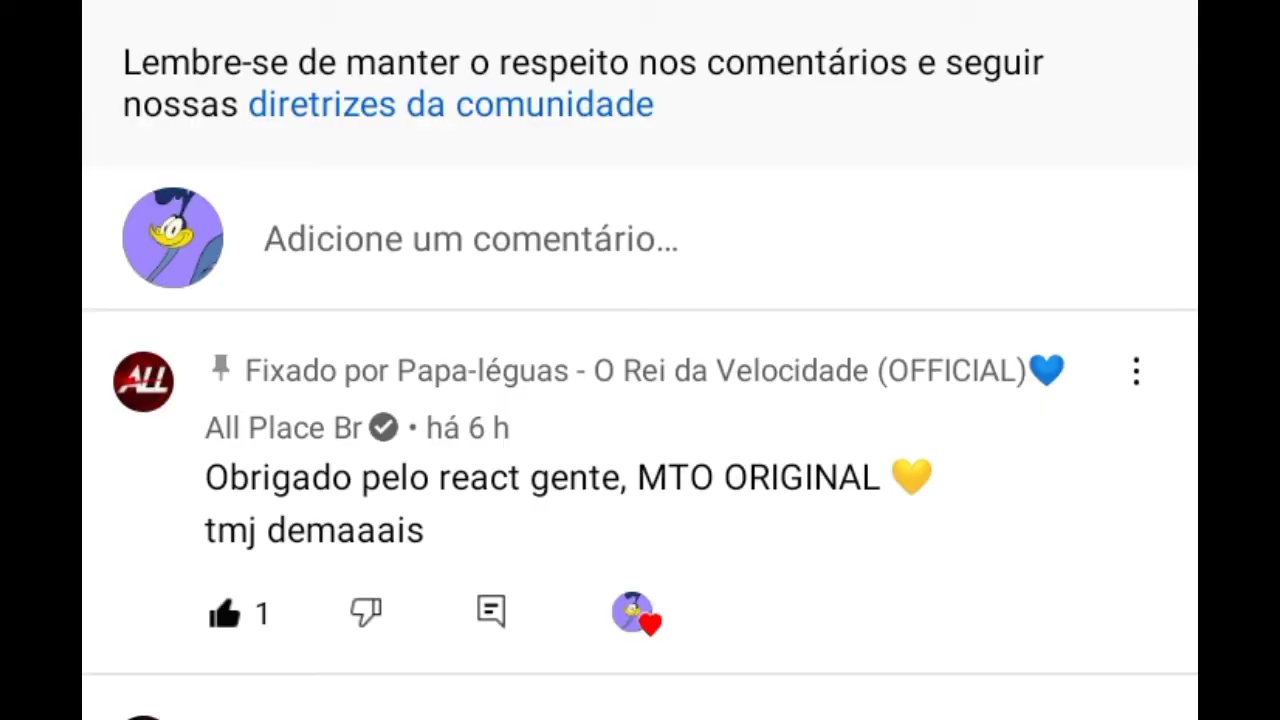 Lembre-se de manter o respeito nos comentários e seguir
nossas diretrizes da comunidade
Adicione um comentário...
Fixado por Papa-léguas - O Rei da Velocidade (OFFICIAL)💙
ALL
All Place Br • há 6 h
Obrigado pelo react gente, MTO ORIGINAL 💛
tmj demaaais
1